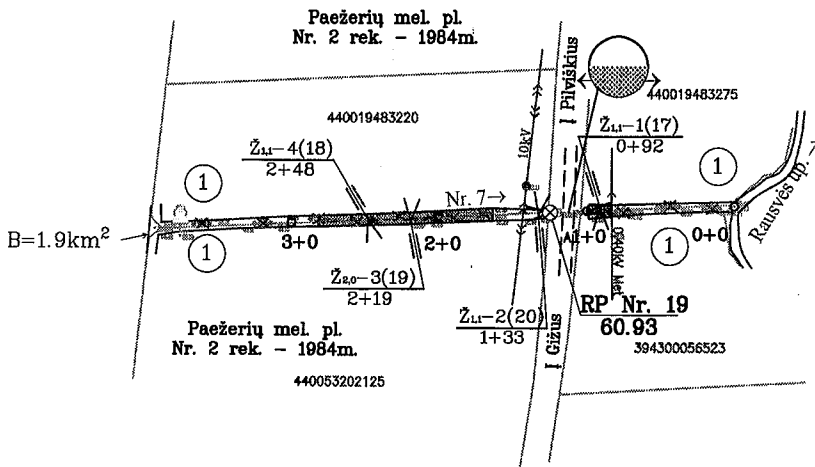 Paežerių mel. pl.
Nr. 2 rek. - 1984m.
Į Pilviškius
440019483275
440019483220
10kV
Ž1,1-4(18)
2+48
Ž1,1-1(17)
0+92
1
1
Nr. 7→
Rausvės up.
B=1.9km²
1
3+0
2+0
1+0
1
0+0
Ž2,0-3(19)
2+19
Ž1,1-2(20)
1+33
RP Nr. 19
60.93
Į Gižus
Paežerių mel. pl.
Nr. 2 rek. - 1984m.
394300056523
440053202125